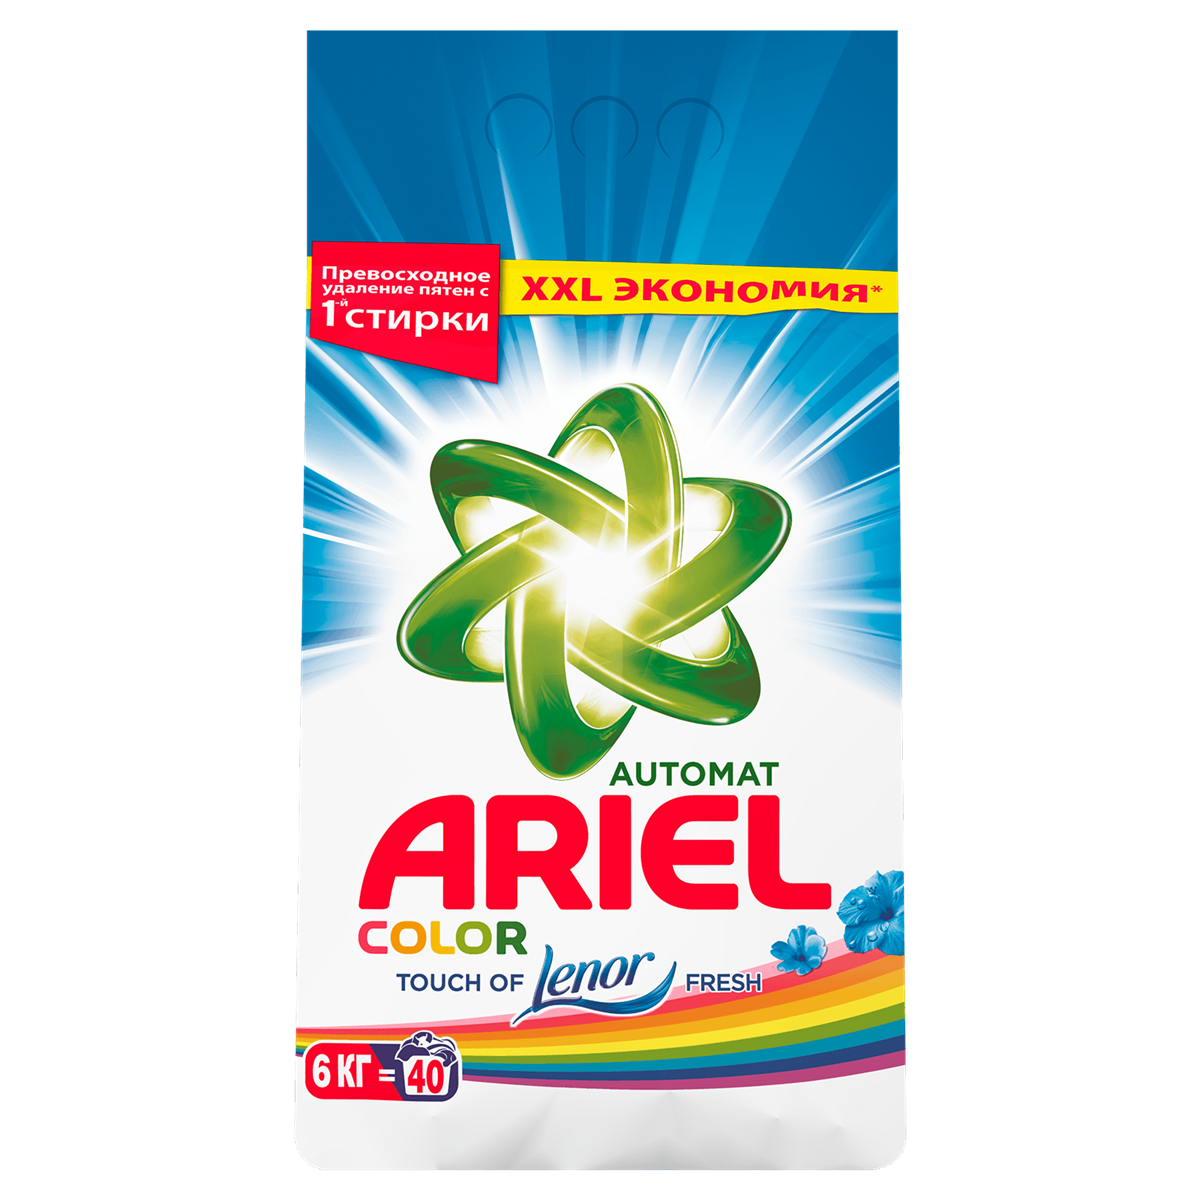 Превосходное
удаление пятен с
1-й стирки
XXL ЭКОНОМИЯ*
AUTOMAT
ARIEL
COLOR
TOUCH OF Lenor FRESH
6 КГ = 40